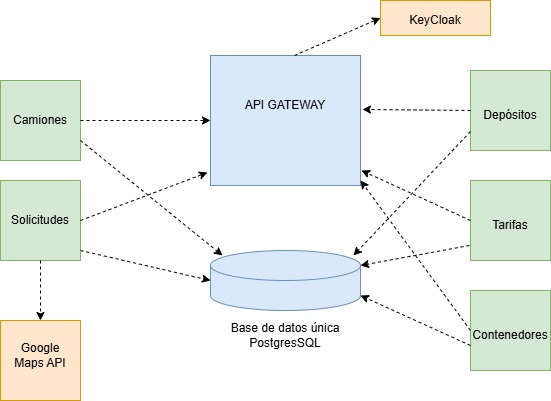 KeyCloak
API GATEWAY
Camiones
Depósitos
Solicitudes
Tarifas
Base de datos única
PostgresSQL
Contenedores
Google
Maps API